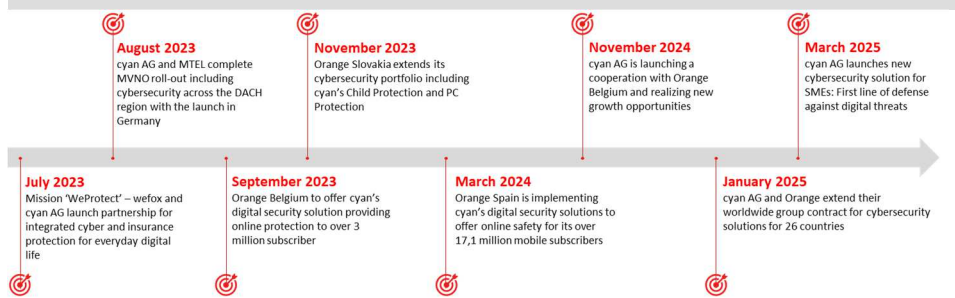 August 2023
cyan AG and MTEL complete
MVNO roll-out including
cybersecurity across the DACH
region with the launch in
Germany
November 2023
Orange Slovakia extends its
cybersecurity portfolio including
cyan's Child Protection and PC
Protection
November 2024
cyan AG is launching a
cooperation with Orange
Belgium and realizing new
growth opportunities
March 2025
cyan AG launches new
cybersecurity solution for
SMEs: First line of defense
against digital threats
July 2023
Mission 'WeProtect' – wefox and
cyan AG launch partnership for
integrated cyber and insurance
protection for everyday digital
life
September 2023
Orange Belgium to offer cyan's
digital security solution providing
online protection to over 3
million subscriber
March 2024
Orange Spain is implementing
cyan's digital security solutions to
offer online safety for its over
17,1 million mobile subscribers
January 2025
cyan AG and Orange extend their
worldwide group contract for cybersecurity
solutions for 26 countries